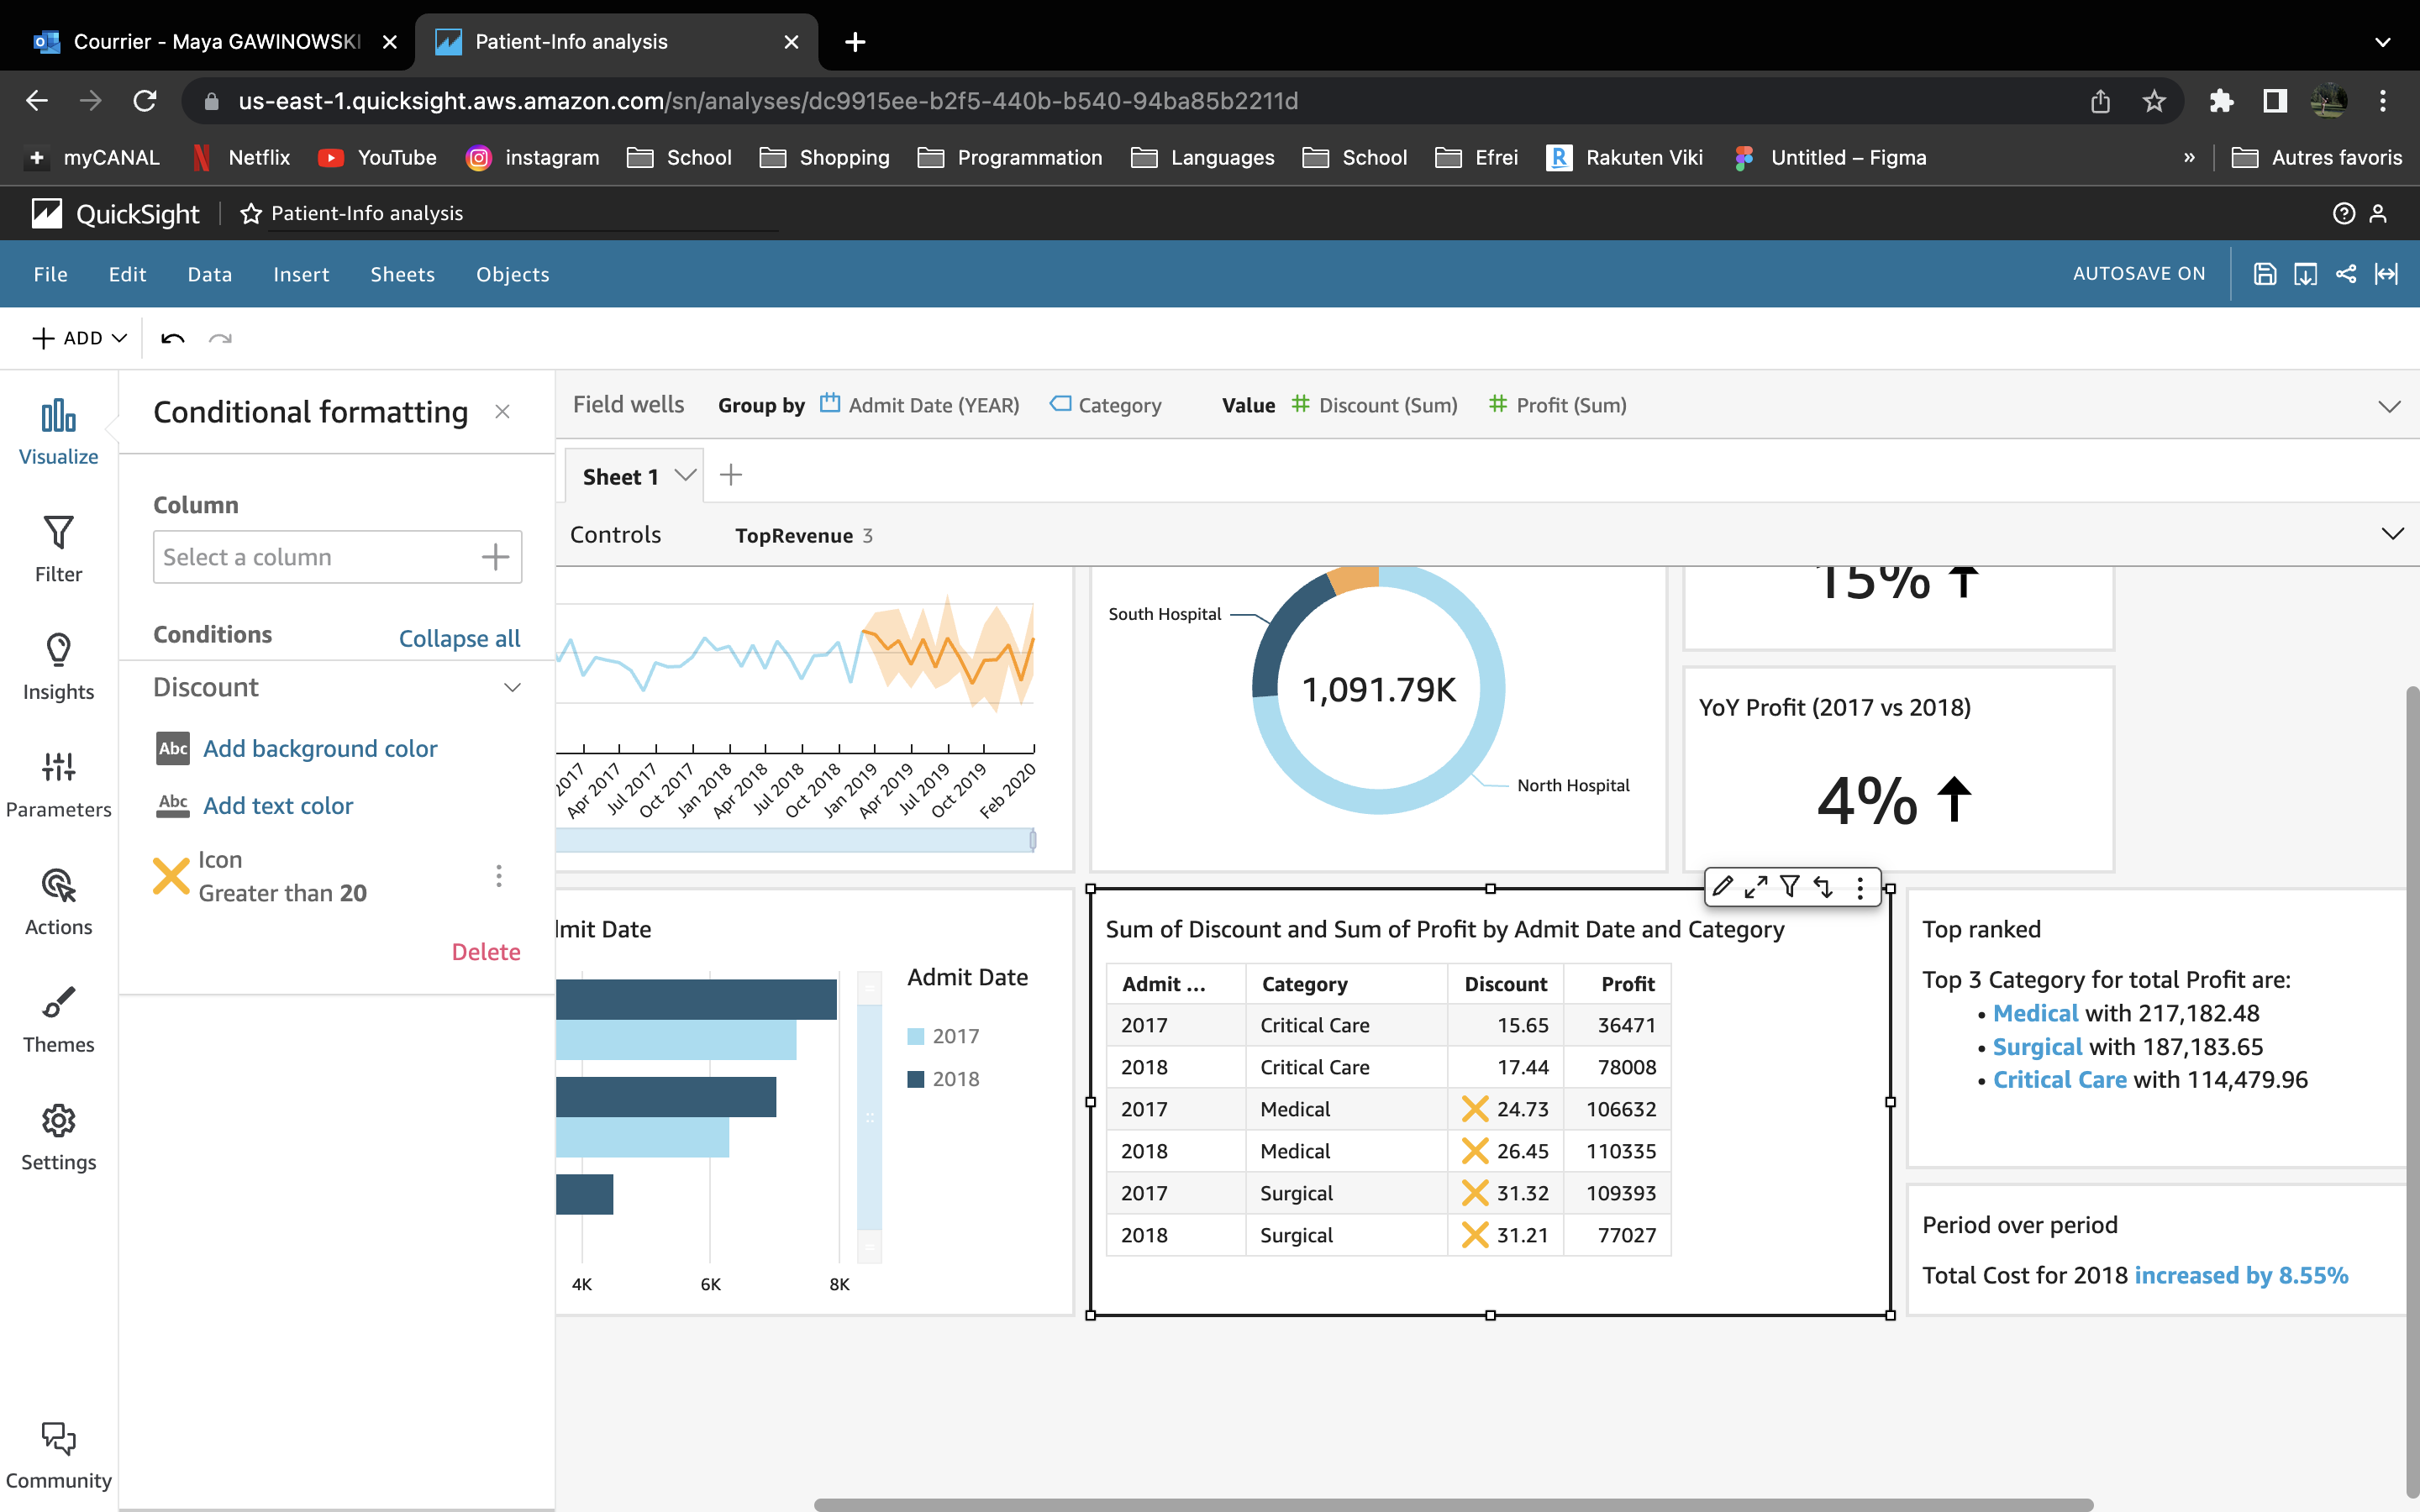 Courrier - Maya GAWINOWSKI
Patient-Info analysis
us-east-1.quicksight.aws.amazon.com/sn/analyses/dc9915ee-b2f5-440b-b540-94ba85b2211d
myCANAL
Netflix
YouTube
instagram
School
Shopping
Programmation
Languages
School
Efrei
Rakuten Viki
Untitled – Figma
»
Autres favoris
QuickSight
Patient-Info analysis
File
Edit
Data
Insert
Sheets
Objects
AUTOSAVE ON
ADD
Visualize
Filter
Insights
Parameters
Actions
Themes
Settings
Community
Conditional formatting
Column
Select a column
Conditions
Collapse all
Discount
Abc Add background color
Abc Add text color
Icon
Greater than 20
Delete
Field wells
Group by Admit Date (YEAR) Category
Value Discount (Sum) Profit (Sum)
Sheet 1
Controls
TopRevenue 3
2017
Apr 2017
Jul 2017
Oct 2017
Jan 2018
Apr 2018
Jul 2018
Oct 2018
Jan 2019
Apr 2019
Jul 2019
Oct 2019
Feb 2020
South Hospital
1,091.79K
North Hospital
15%
YoY Profit (2017 vs 2018)
4%
lmit Date
Admit Date
2017
2018
4K
6K
8K
Sum of Discount and Sum of Profit by Admit Date and Category
Admit ... Category Discount Profit
2017 Critical Care 15.65 36471
2018 Critical Care 17.44 78008
2017 Medical 24.73 106632
2018 Medical 26.45 110335
2017 Surgical 31.32 109393
2018 Surgical 31.21 77027
Top ranked
Top 3 Category for total Profit are:
• Medical with 217,182.48
• Surgical with 187,183.65
• Critical Care with 114,479.96
Period over period
Total Cost for 2018 increased by 8.55%